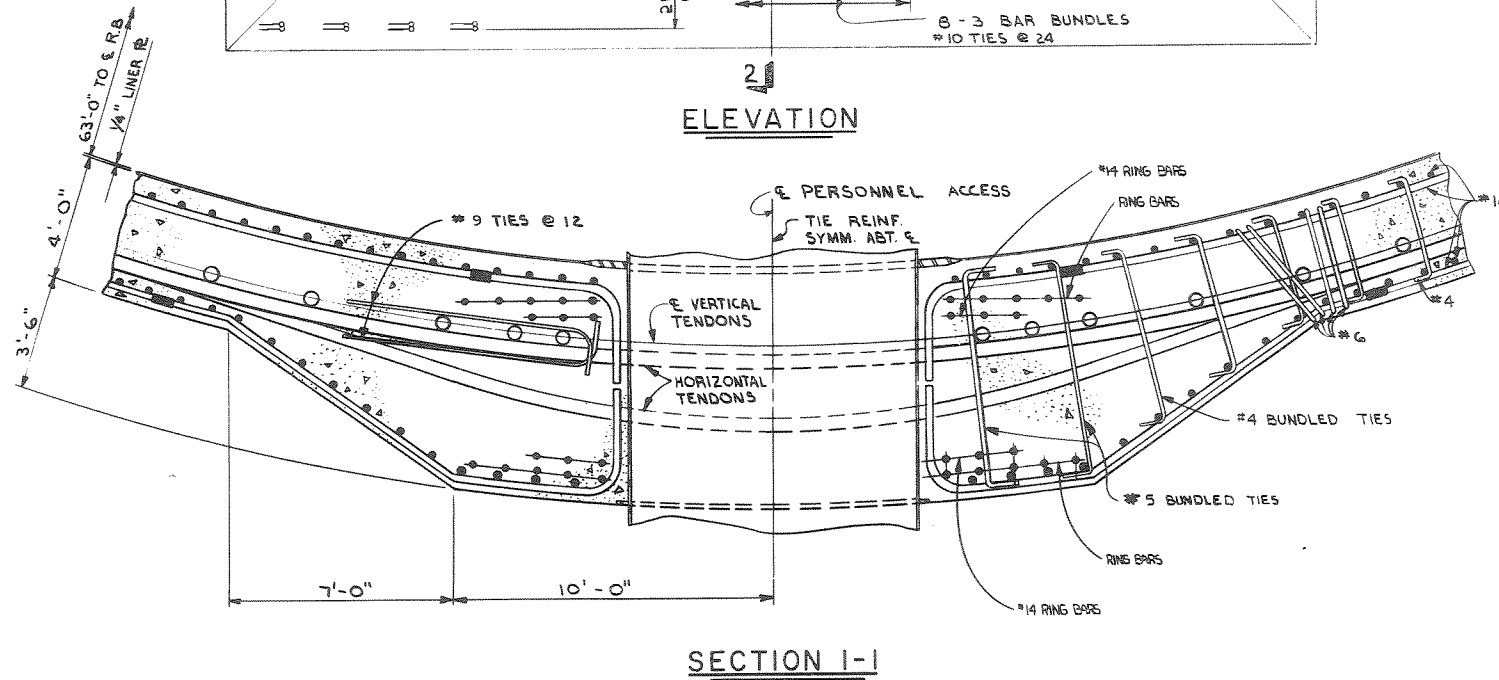 8 - 3 BAR BUNDLES
#10 TIES @ 24
2
ELEVATION
63'-0" TO ℄ R.B
1/4" LINER ℞
4'-0"
3'-6"
# 9 TIES @ 12
℄ PERSONNEL ACCESS
TIE REINF.
SYMM. ABT. ℄
#14 RING BARS
RING BARS
℄ VERTICAL
TENDONS
HORIZONTAL
TENDONS
#4
#6
#4 BUNDLED TIES
#5 BUNDLED TIES
RING BARS
#14 RING BARS
7'-0"
10'-0"
SECTION 1-1